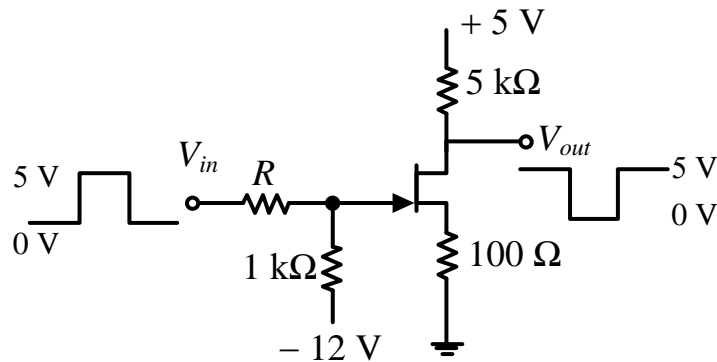 + 5 V
5 kΩ
V_in
V_out
5 V
R
5 V
0 V
0 V
1 kΩ
100 Ω
− 12 V